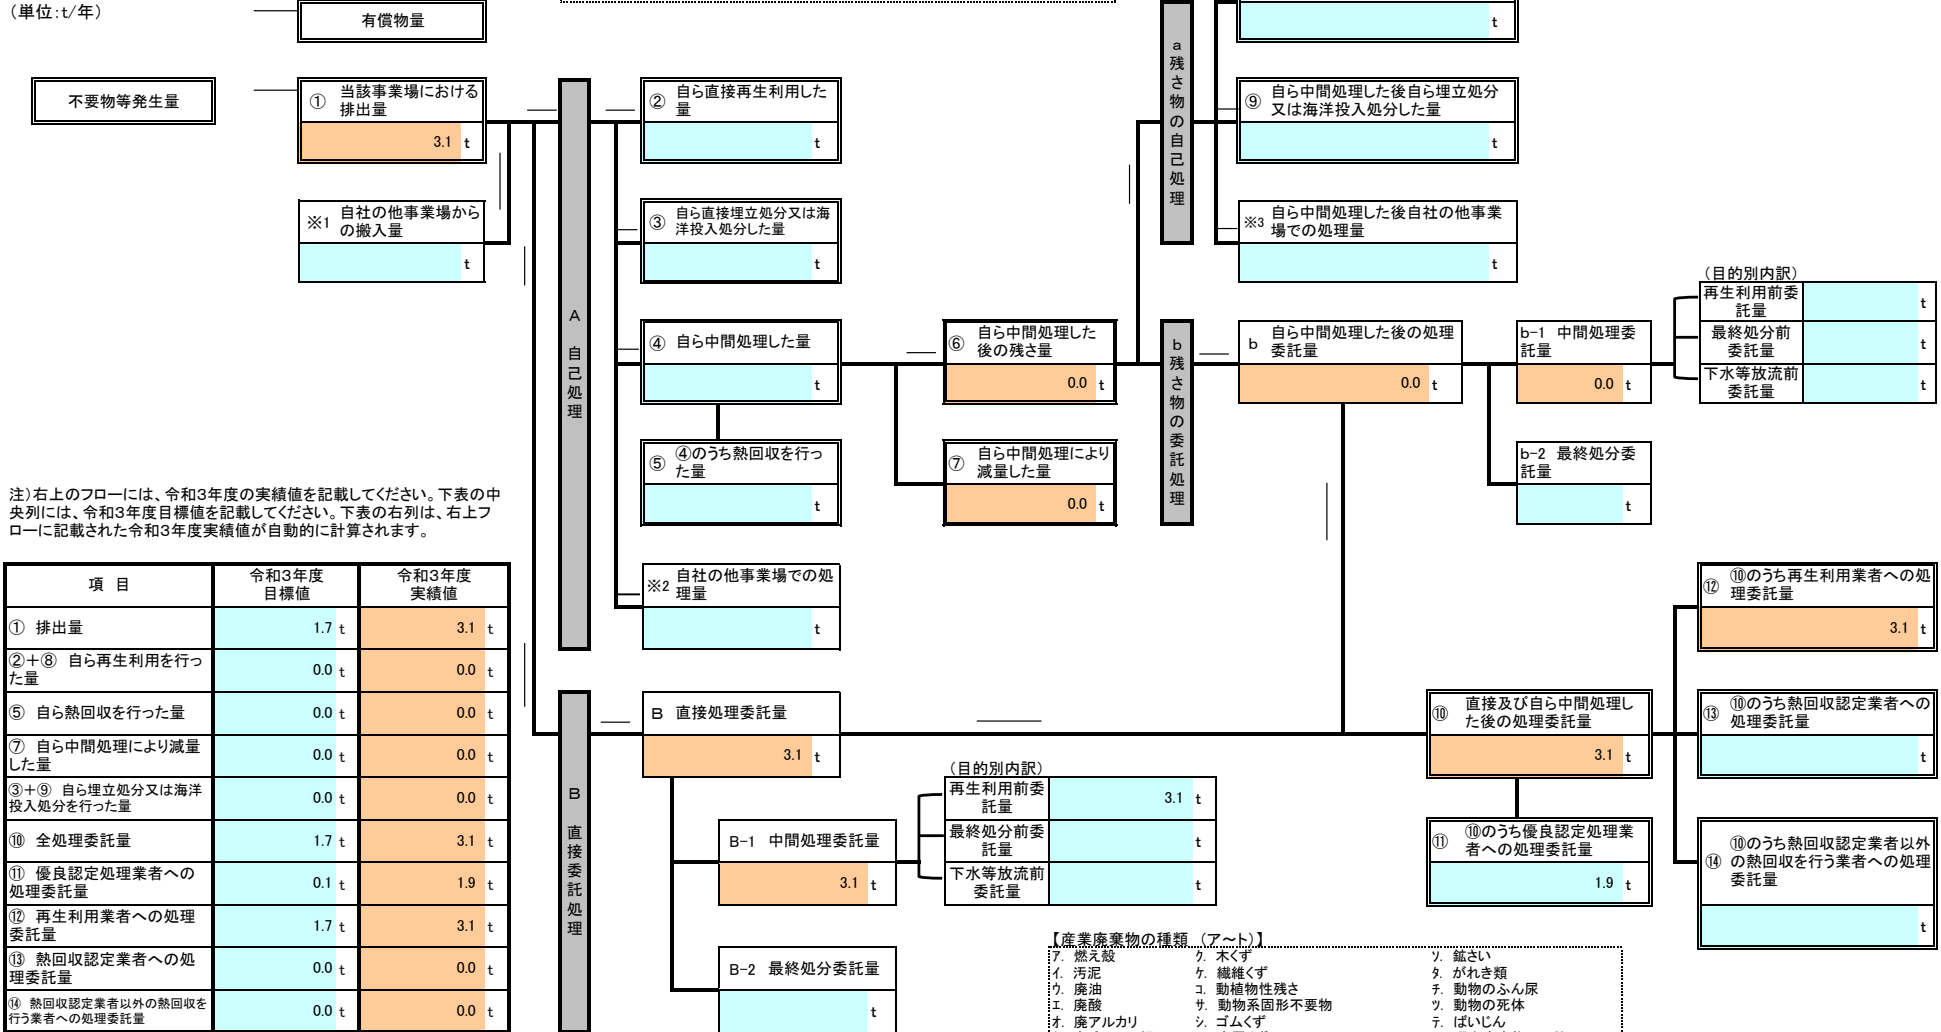 （単位：t/年）
有償物量
t
不要物等発生量
① 当該事業場における
排出量
3.1 t
※1 自社の他事業場から
の搬入量
t
A 自己処理
② 自ら直接再生利用した
量
t
③ 自ら直接埋立処分又は海
洋投入処分した量
t
④ 自ら中間処理した量
t
⑤ ④のうち熱回収を行っ
た量
t
※2 自社の他事業場での処
理量
t
⑥ 自ら中間処理した
後の残さ量
0.0 t
⑦ 自ら中間処理により
減量した量
0.0 t
a 残さ物の自己処理
⑨ 自ら中間処理した後自ら埋立処分
又は海洋投入処分した量
t
※3 自ら中間処理した後自社の他事業
場での処理量
t
b 残さ物の委託処理
b 自ら中間処理した後の処理
委託量
0.0 t
b-1 中間処理委
託量
0.0 t
b-2 最終処分委
託量
t
（目的別内訳）
再生利用前委
託量
t
最終処分前
委託量
t
下水等放流前
委託量
t
注）右上のフローには、令和3年度の実績値を記載してください。下表の中
央列には、令和3年度目標値を記載してください。下表の右列は、右上フ
ローに記載された令和3年度実績値が自動的に計算されます。
項 目 令和3年度 目標値 令和3年度 実績値
① 排出量 1.7 t 3.1 t
②＋⑧ 自ら再生利用を行っ
た量 0.0 t 0.0 t
⑤ 自ら熱回収を行った量 0.0 t 0.0 t
⑦ 自ら中間処理により減量
した量 0.0 t 0.0 t
③＋⑨ 自ら埋立処分又は海洋
投入処分を行った量 0.0 t 0.0 t
⑩ 全処理委託量 1.7 t 3.1 t
⑪ 優良認定処理業者への
処理委託量 0.1 t 1.9 t
⑫ 再生利用業者への処理
委託量 1.7 t 3.1 t
⑬ 熱回収認定業者への処
理委託量 0.0 t 0.0 t
⑭ 熱回収認定業者以外の熱回収を
行う業者への処理委託量 0.0 t 0.0 t
B 直接委託処理
B 直接処理委託量
3.1 t
B-1 中間処理委託量
3.1 t
B-2 最終処分委託量
t
（目的別内訳）
再生利用前委
託量
3.1 t
最終処分前委
託量
t
下水等放流前
委託量
t
⑩ 直接及び自ら中間処理し
た後の処理委託量
3.1 t
⑪ ⑩のうち優良認定処理業
者への処理委託量
1.9 t
⑫ ⑩のうち再生利用業者への処
理委託量
3.1 t
⑬ ⑩のうち熱回収認定業者への
処理委託量
t
⑭ ⑩のうち熱回収認定業者以外
の熱回収を行う業者への処理
委託量
t
【産業廃棄物の種類 （ア～ト）】
ア. 燃え殻 ク. 木くず ソ. 鉱さい
イ. 汚泥 ケ. 繊維くず タ. がれき類
ウ. 廃油 コ. 動植物性残さ チ. 動物のふん尿
エ. 廃酸 サ. 動物系固形不要物 ツ. 動物の死体
オ. 廃アルカリ シ. ゴムくず テ. ばいじん